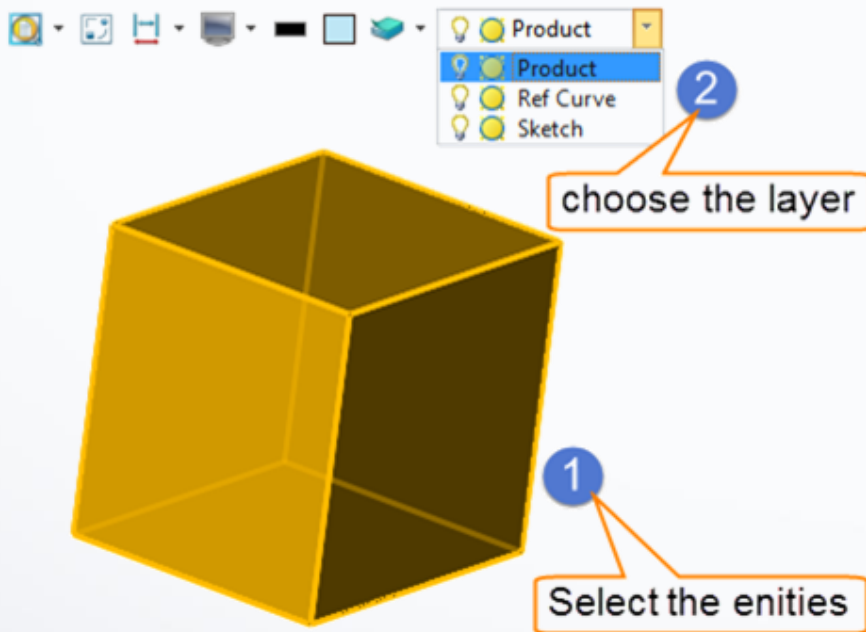 Product
Product
Ref Curve
Sketch
2
choose the layer
1
Select the enities